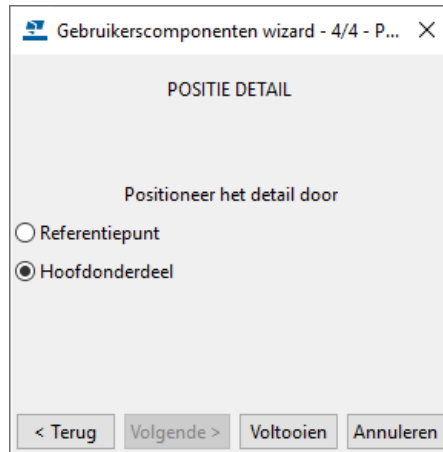 Gebruikerscomponenten wizard - 4/4 - P...
POSITIE DETAIL
Positioneer het detail door
Referentiepunt
Hoofdonderdeel
< Terug Volgende > Voltooien Annuleren